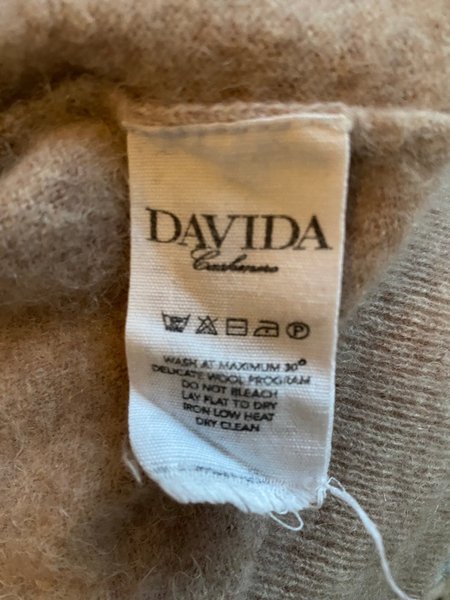 DAVIDA
Cashmere
P
WASH AT MAXIMUM 30°
DELICATE WOOL PROGRAM
DO NOT BLEACH
LAY FLAT TO DRY
IRON LOW HEAT
DRY CLEAN